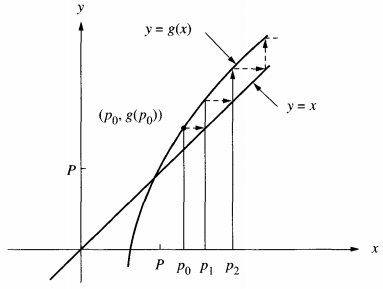 y
y = g(x)
(p₀, g(p₀))
y = x
P
P p₀ p₁ p₂ x